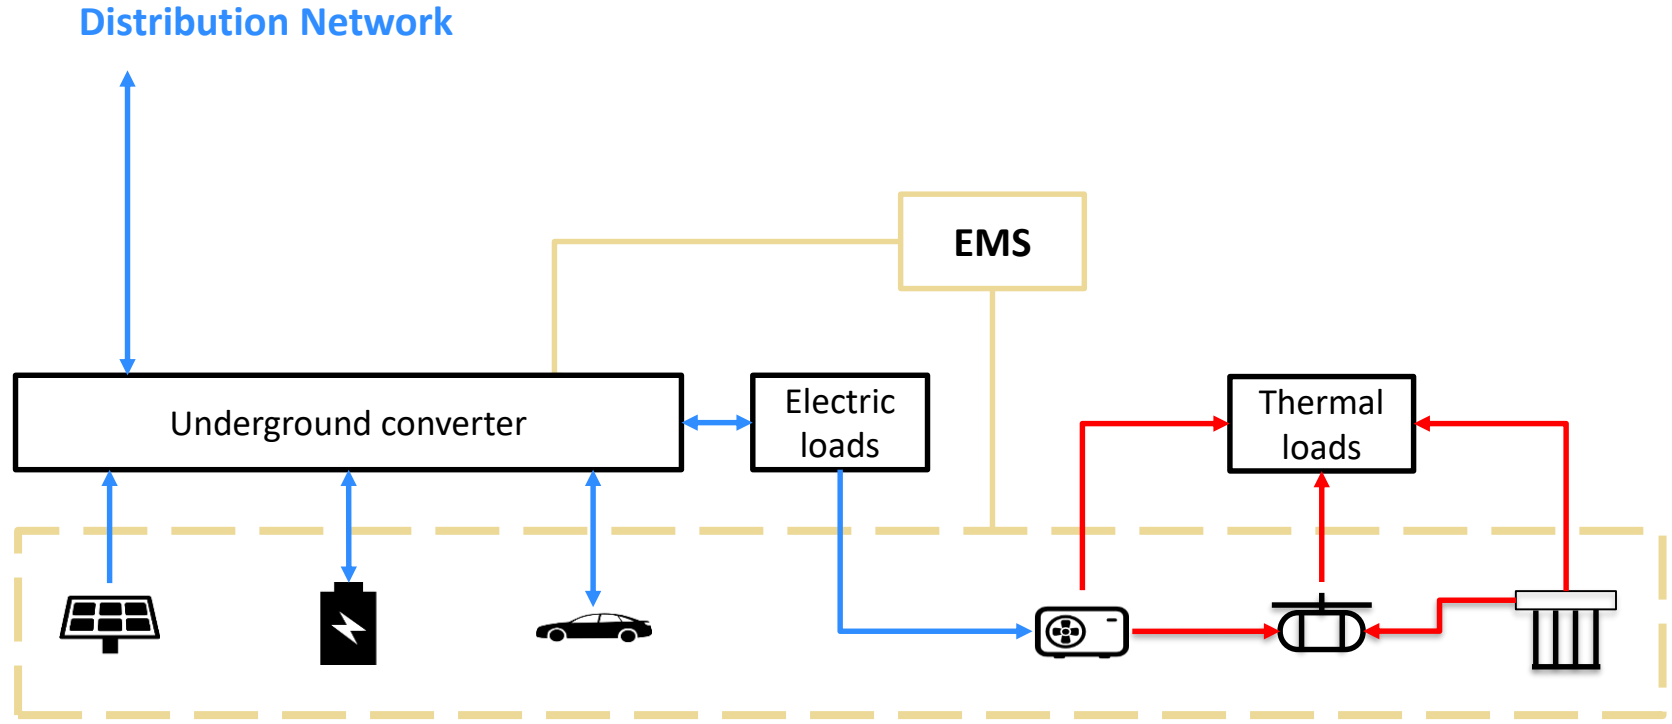 Distribution Network
EMS
Underground converter
Electric
loads
Thermal
loads